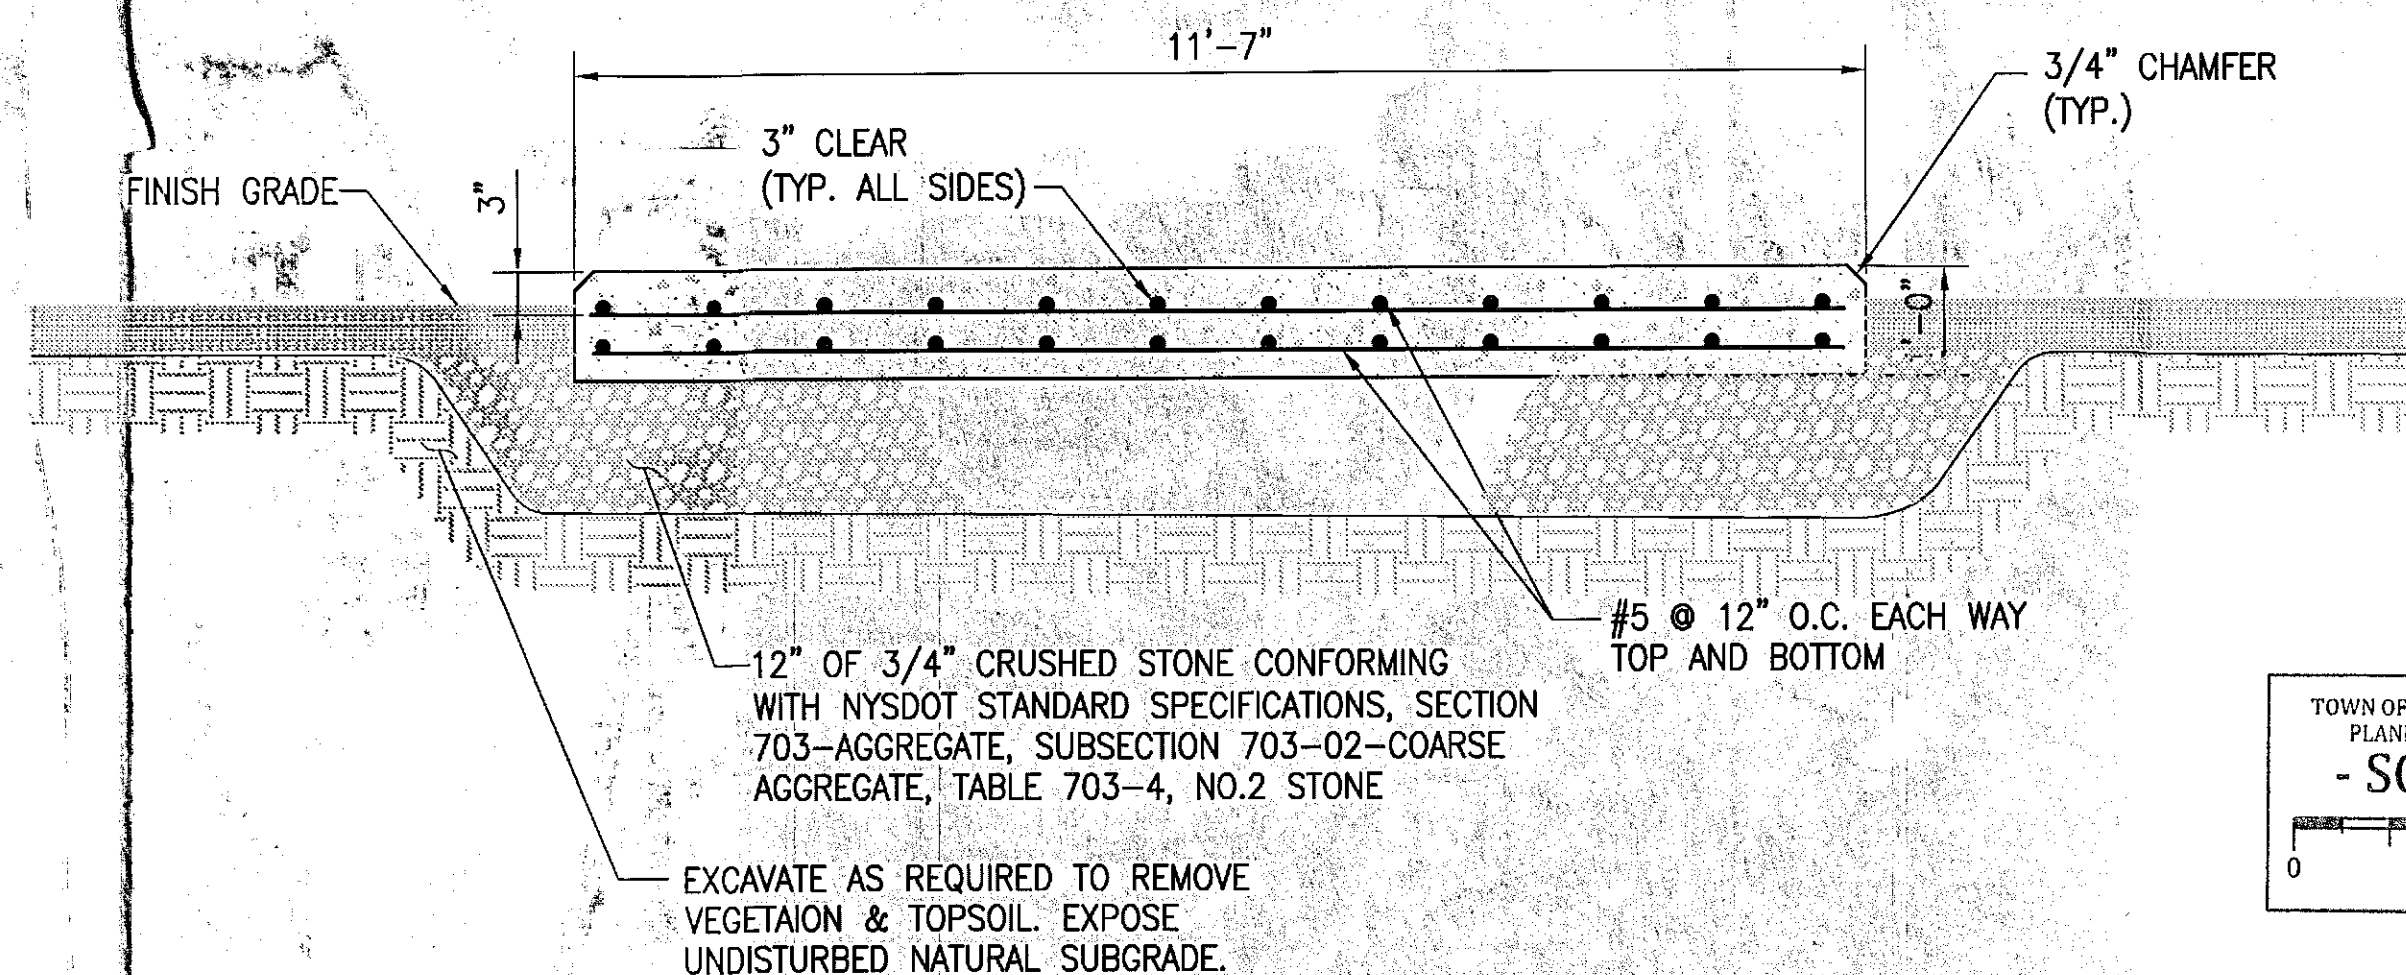 11'-7"
3/4" CHAMFER
(TYP.)
3" CLEAR
(TYP. ALL SIDES)
FINISH GRADE
3"
1'-0"
#5 @ 12" O.C. EACH WAY
TOP AND BOTTOM
12" OF 3/4" CRUSHED STONE CONFORMING
WITH NYSDOT STANDARD SPECIFICATIONS, SECTION
703-AGGREGATE, SUBSECTION 703-02-COARSE
AGGREGATE, TABLE 703-4, NO.2 STONE
EXCAVATE AS REQUIRED TO REMOVE
VEGETAION & TOPSOIL. EXPOSE
UNDISTURBED NATURAL SUBGRADE.
TOWN OF
0